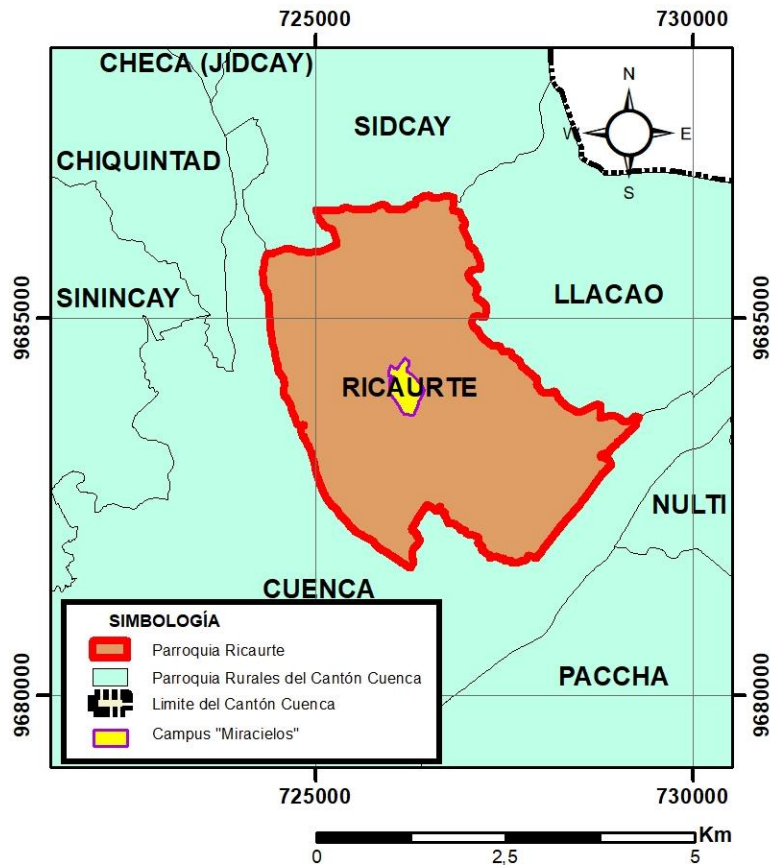 725000 730000
CHECA (JIDCAY)
SIDCAY
N
W E
S
CHIQUINTAD
SININCAY
LLACAO
9685000 9685000
RICAURTE
NULTI
CUENCA
PACCHA
9680000 9680000
SIMBOLOGÍA
Parroquia Ricaurte
Parroquia Rurales del Cantón Cuenca
Limite del Cantón Cuenca
Campus "Miracielos"
725000 730000
Km
0 2,5 5